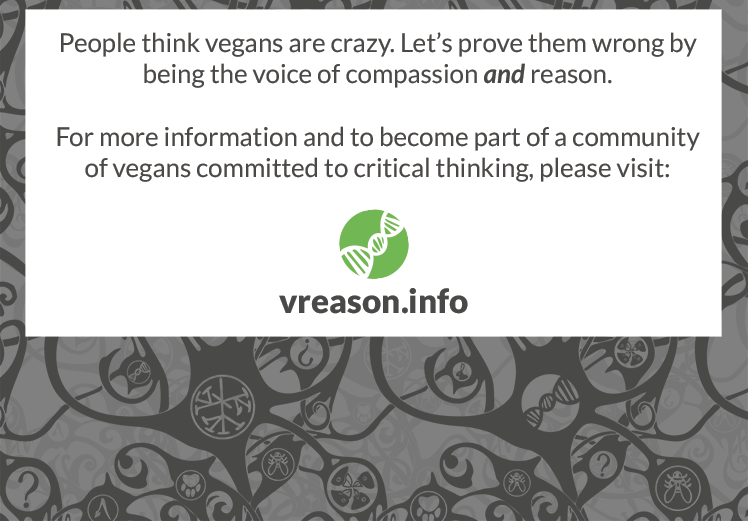 People think vegans are crazy. Let’s prove them wrong by
being the voice of compassion and reason.
For more information and to become part of a community
of vegans committed to critical thinking, please visit:
vreason.info
?
?
?